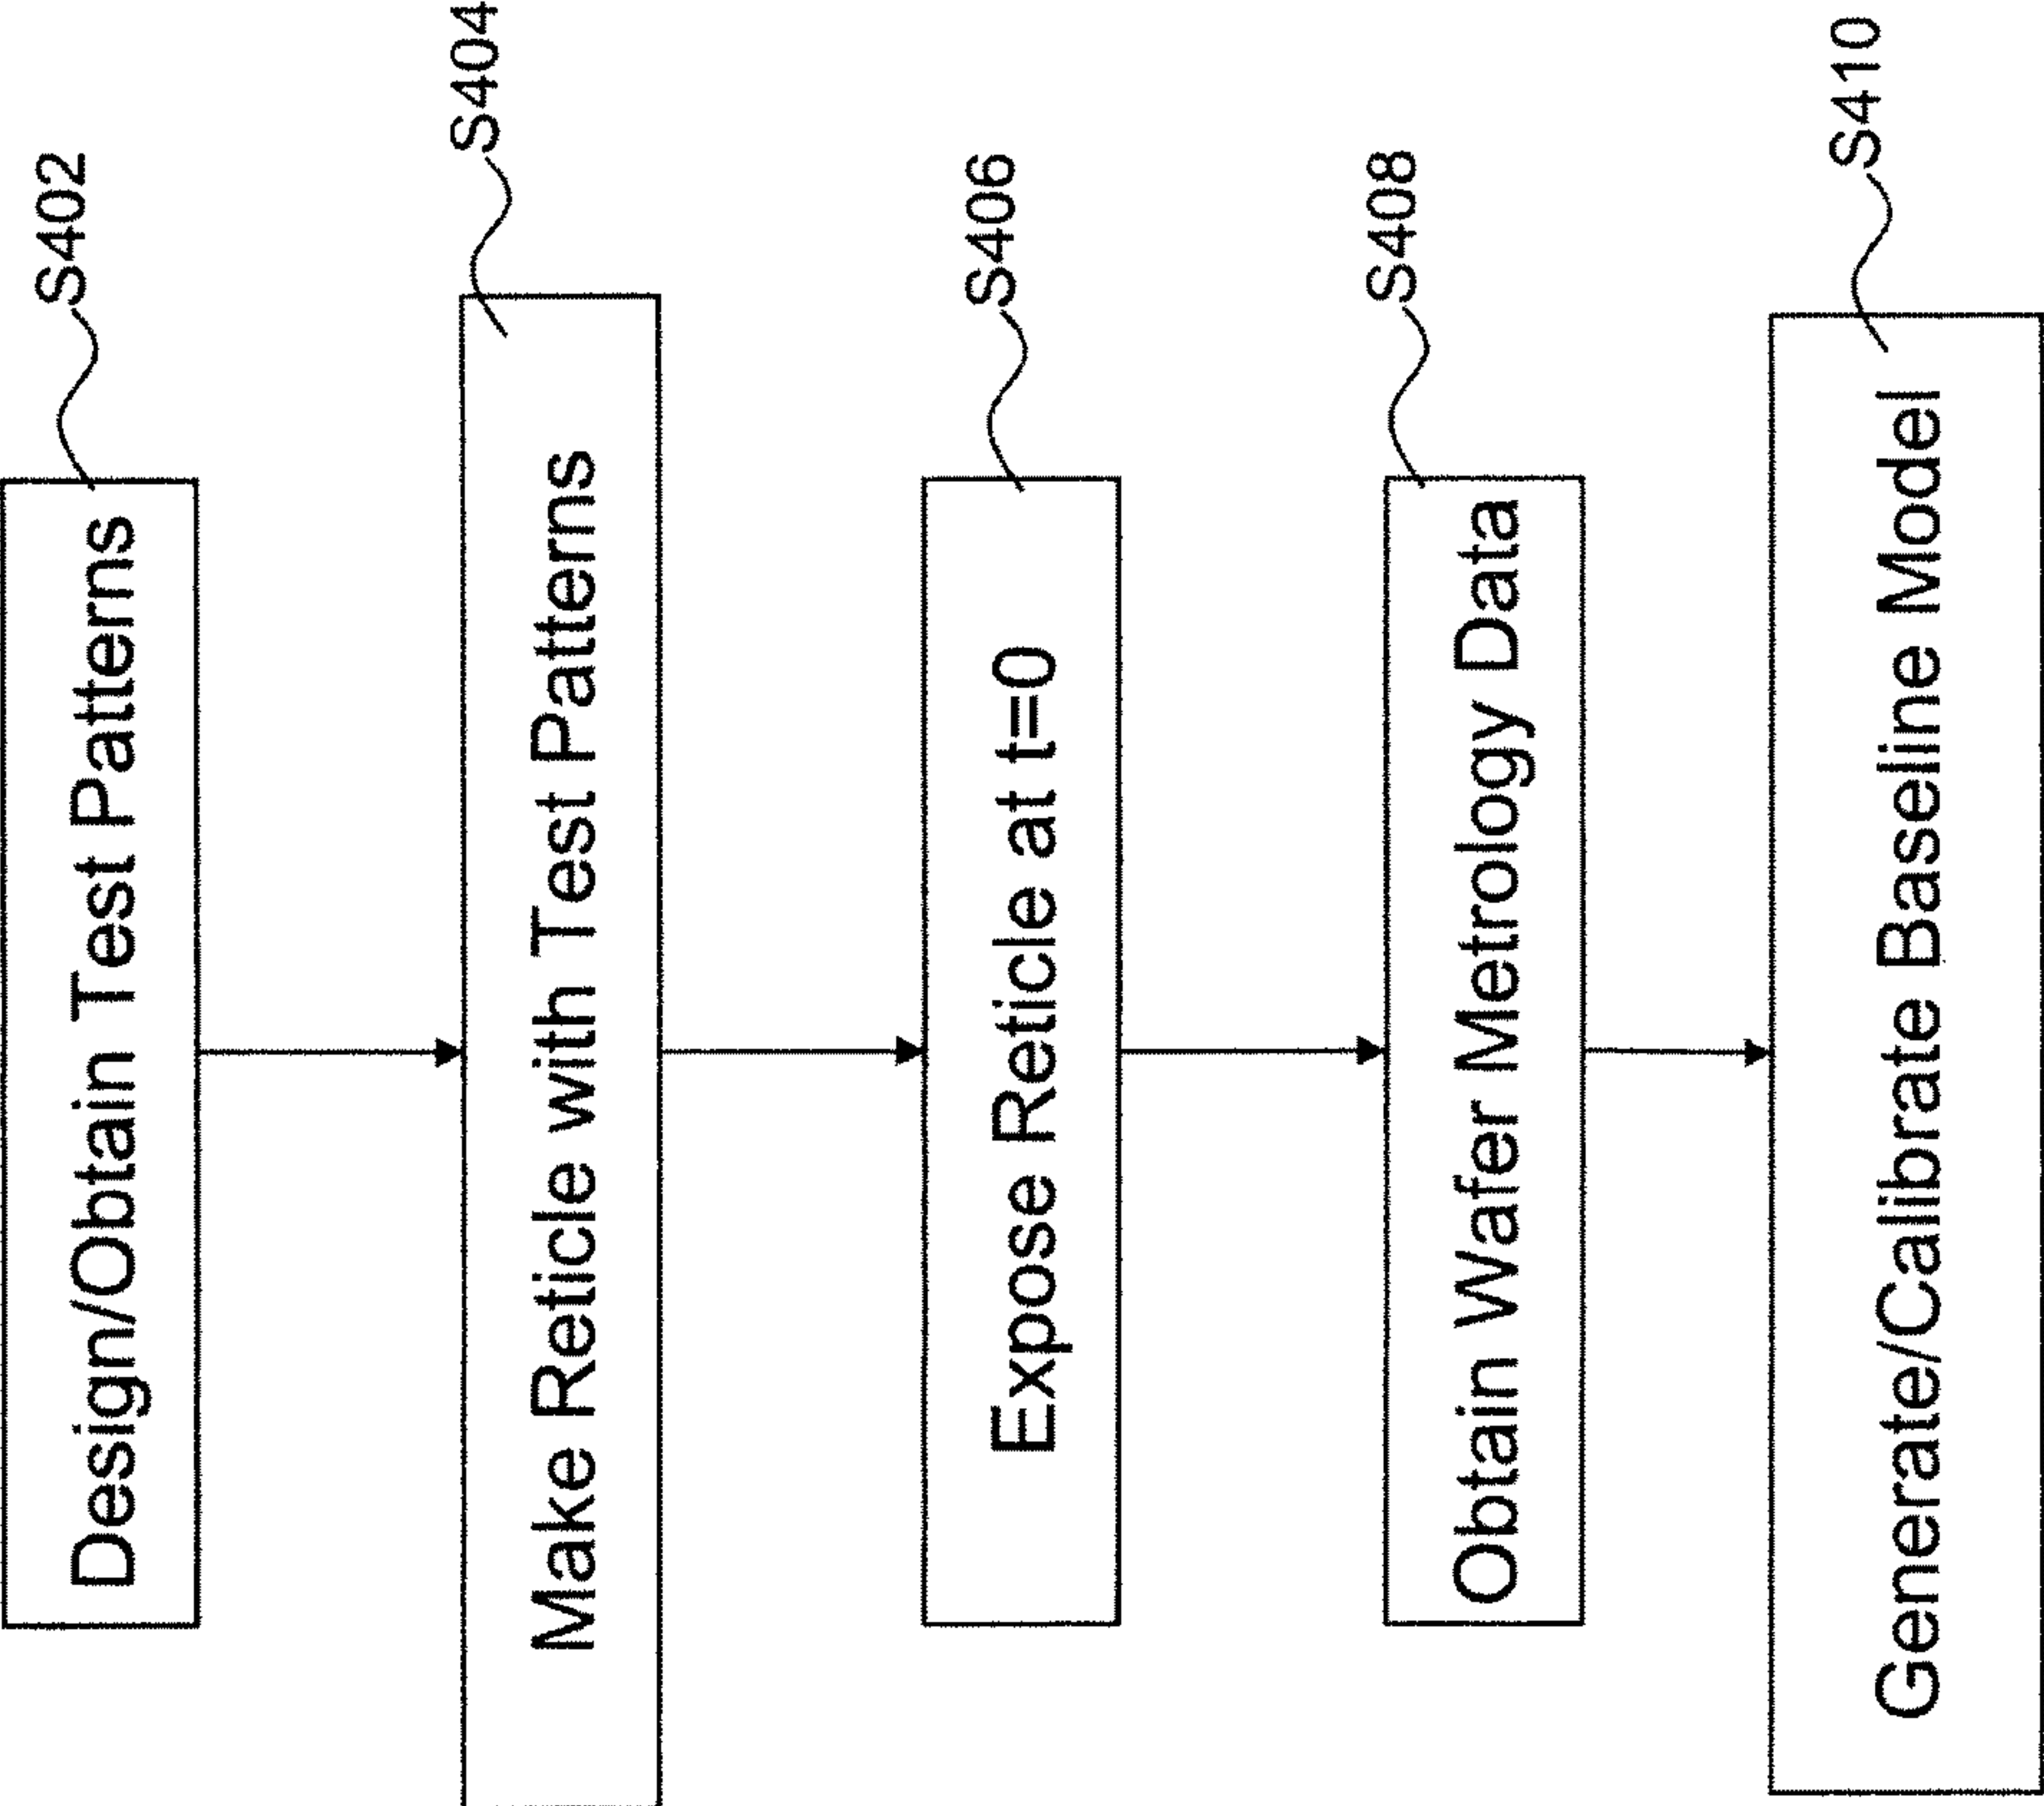 S402
Design/Obtain Test Patterns
S404
Make Reticle with Test Patterns
S406
Expose Reticle at t=0
S408
Obtain Wafer Metrology Data
S410
Generate/Calibrate Baseline Model